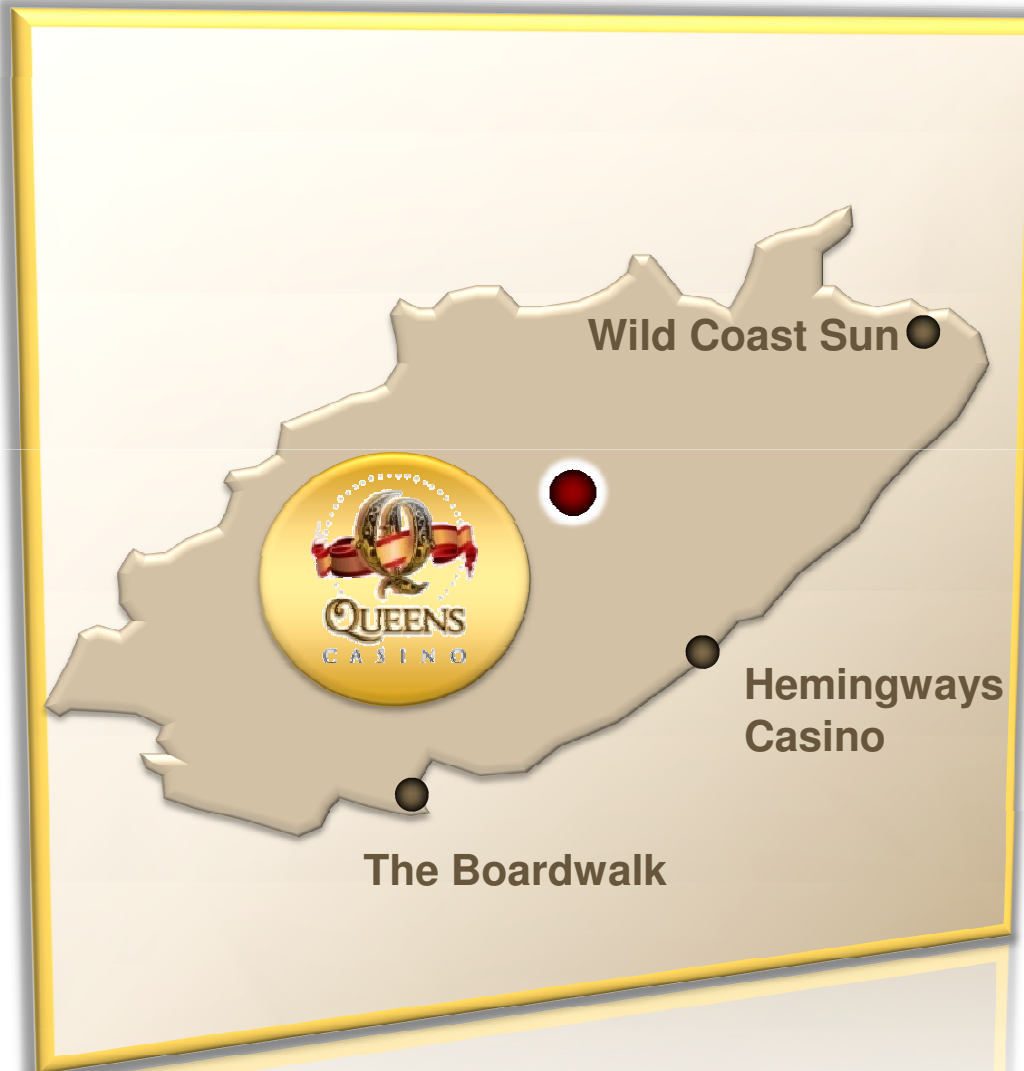 Wild Coast Sun
Q
QUEENS
CASINO
Hemingways
Casino
The Boardwalk